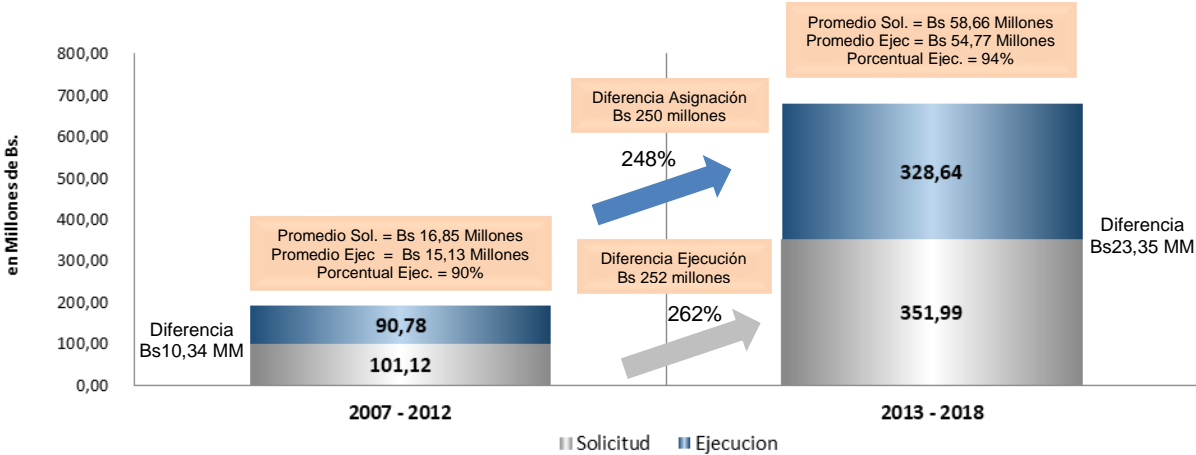 Promedio Sol. = Bs 58,66 Millones
Promedio Ejec = Bs 54,77 Millones
Porcentual Ejec. = 94%
en Millones de Bs.
800,00
700,00
600,00
500,00
400,00
300,00
200,00
100,00
0,00
Diferencia Asignación
Bs 250 millones
248%
Promedio Sol. = Bs 16,85 Millones
Promedio Ejec = Bs 15,13 Millones
Porcentual Ejec. = 90%
Diferencia Ejecución
Bs 252 millones
262%
Diferencia
Bs10,34 MM
90,78
101,12
328,64
351,99
Diferencia
Bs23,35 MM
2007 - 2012
2013 - 2018
Solicitud
Ejecucion